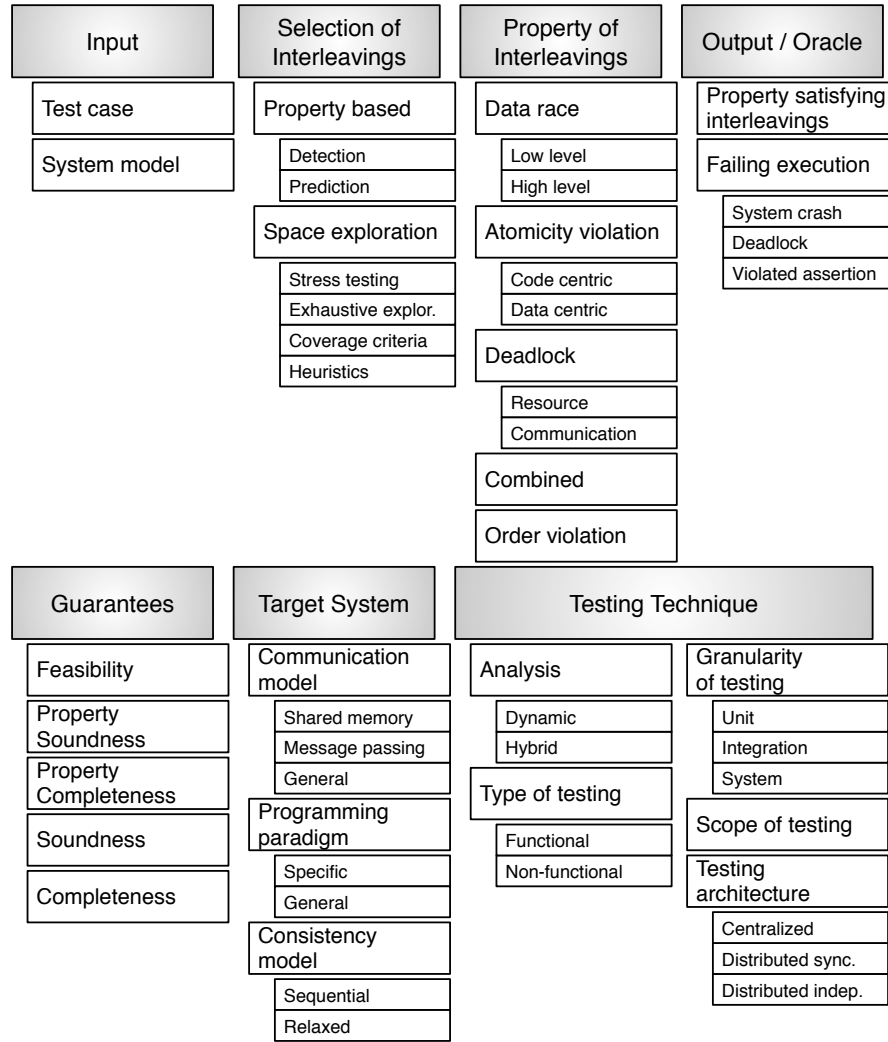 Input
Test case
System model
Selection of
Interleavings
Property based
Detection
Prediction
Space exploration
Stress testing
Exhaustive explor.
Coverage criteria
Heuristics
Property of
Interleavings
Data race
Low level
High level
Atomicity violation
Code centric
Data centric
Deadlock
Resource
Communication
Combined
Order violation
Output / Oracle
Property satisfying
interleavings
Failing execution
System crash
Deadlock
Violated assertion
Guarantees
Feasibility
Property
Soundness
Property
Completeness
Soundness
Completeness
Target System
Communication
model
Shared memory
Message passing
General
Programming
paradigm
Specific
General
Consistency
model
Sequential
Relaxed
Testing Technique
Analysis
Dynamic
Hybrid
Type of testing
Functional
Non-functional
Granularity
of testing
Unit
Integration
System
Scope of testing
Testing
architecture
Centralized
Distributed sync.
Distributed indep.